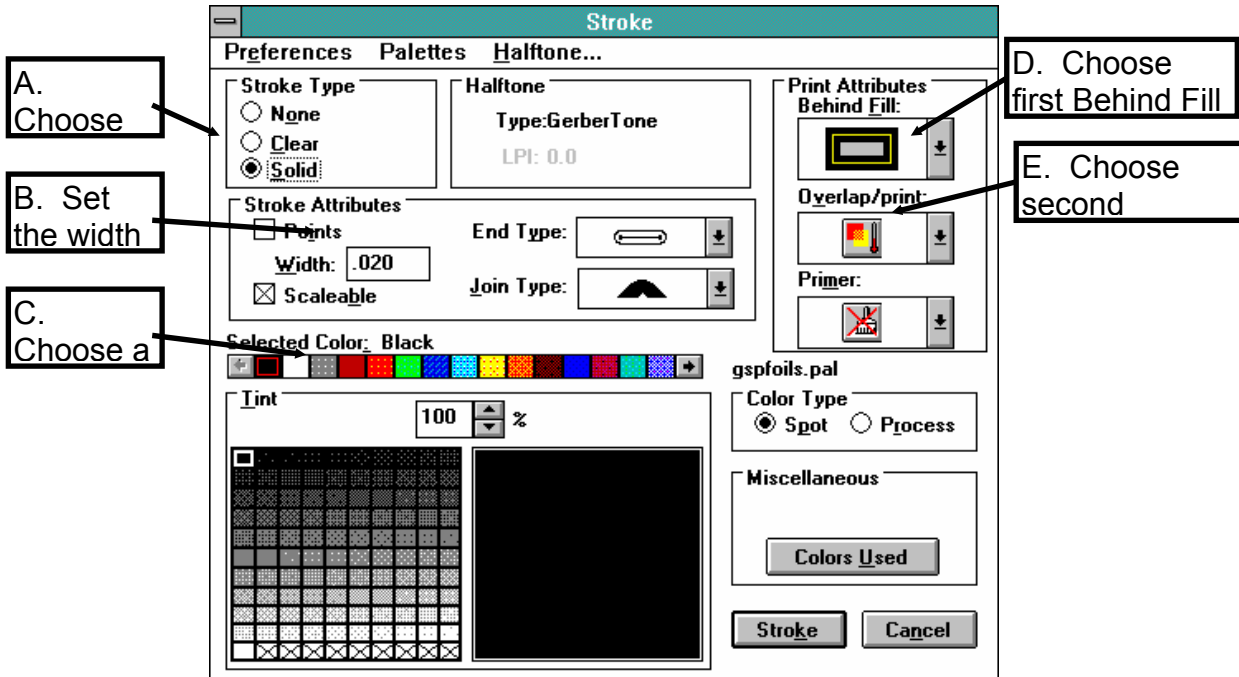 Stroke
Preferences Palettes Halftone...
A.
Choose
B. Set
the width
C.
Choose a
Stroke Type
None
Clear
Solid
Halftone
Type:GerberTone
LPI: 0.0
Print Attributes
Behind Fill:
Overlap/print:
Primer:
D. Choose
first Behind Fill
E. Choose
second
Stroke Attributes
Points
Width: .020
Scaleable
End Type:
Join Type:
Selected Color: Black
gspfoils.pal
Tint
100 %
Color Type
Spot Process
Miscellaneous
Colors Used
Stroke Cancel